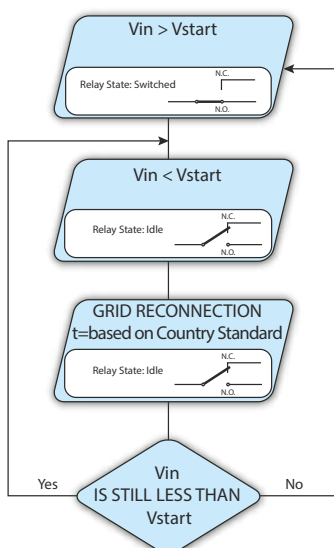 Vin > Vstart
N.C.
Relay State: Switched
N.O.
Vin < Vstart
N.C.
Relay State: Idle
N.O.
GRID RECONNECTION
t=based on Country Standard
N.C.
Relay State: Idle
N.O.
Yes
Vin
IS STILL LESS THAN
Vstart
No